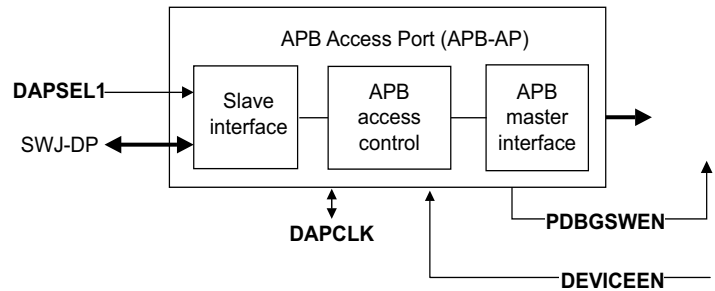 APB Access Port (APB-AP)
DAPSEL1
SWJ-DP
Slave
interface
APB
access
control
APB
master
interface
DAPCLK
PDBGSWEN
DEVICEEN